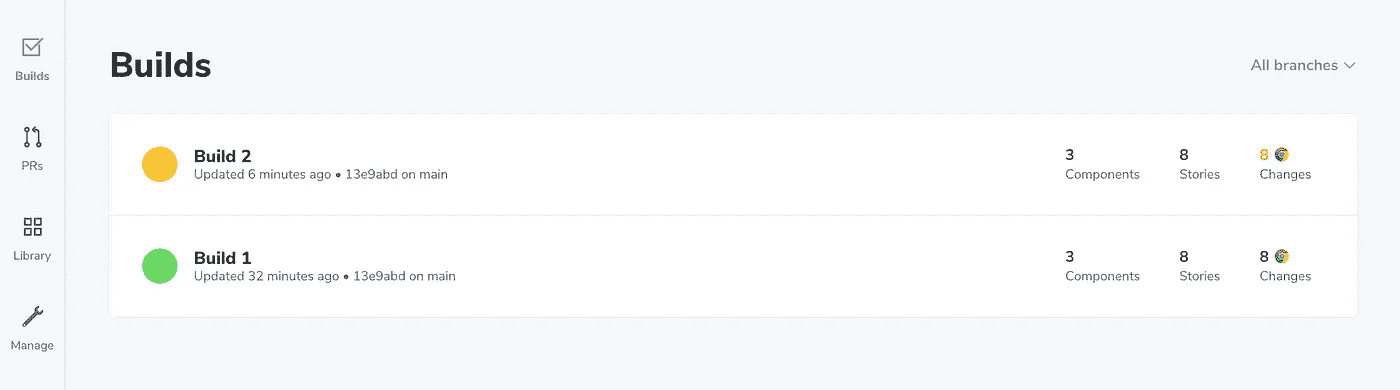 Builds
PRs
Library
Manage
Builds
All branches
Build 2
Updated 6 minutes ago • 13e9abd on main
3
Components
8
Stories
8
Changes
Build 1
Updated 32 minutes ago • 13e9abd on main
3
Components
8
Stories
8
Changes